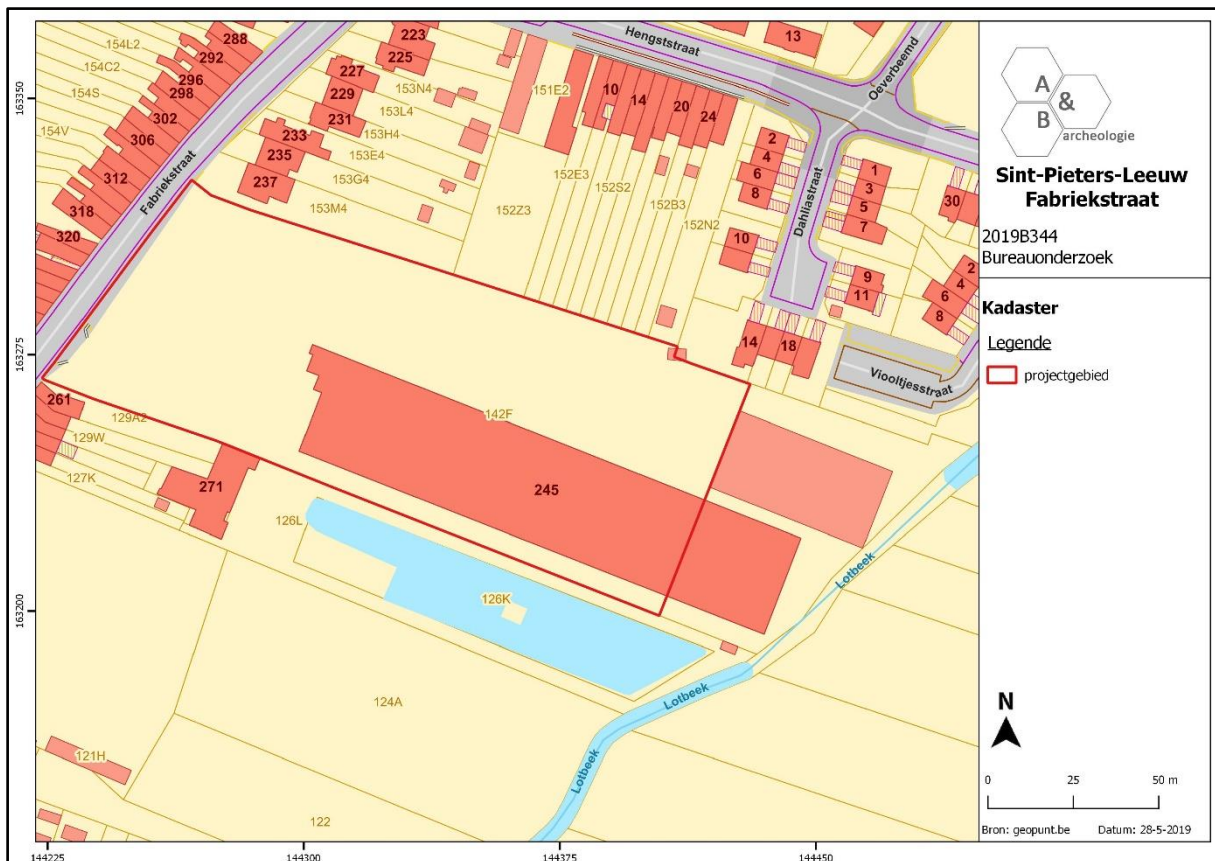 288
292
296
298
302
306
312
318
320
154L2
154C2
154S
154V
Fabriekstraat
223
225
227
229
231
233
235
237
153N4
153L4
153H4
153E4
153G4
153M4
151E2
Hengststraat
13
Oeverbeemd
10
14
20
24
152E3
152S2
152B3
152Z3
152N2
2
4
6
8
10
Dahliastraat
1
3
5
7
9
11
30
2
4
6
8
14
18
Viooltjesstraat
261
129A2
129W
127K
271
142F
245
126L
126K
124A
121H
122
Lotbeek
Lotbeek
Lotbeek
163350
163275
163200
144225
144300
144375
144450
A
&
B
archeologie
Sint-Pieters-Leeuw
Fabriekstraat
2019B344
Bureauonderzoek
Kadaster
Legende
projectgebied
N
0 25 50 m
Bron: geopunt.be Datum: 28-5-2019